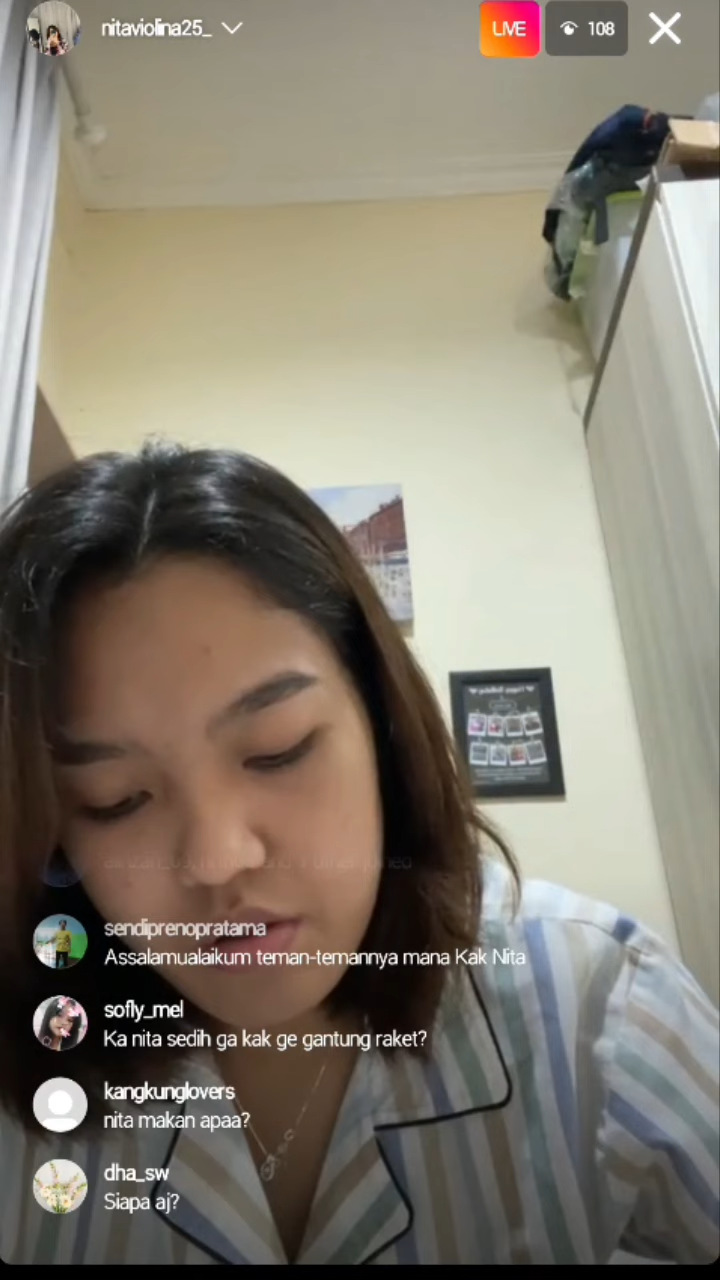 nitaviolina25_
LIVE
108
sendiprenopratama
Assalamualaikum teman-temannya mana Kak Nita
sofly_mel
Ka nita sedih ga kak ge gantung raket?
kangkunglovers
nita makan apaa?
dha_sw
Siapa aj?